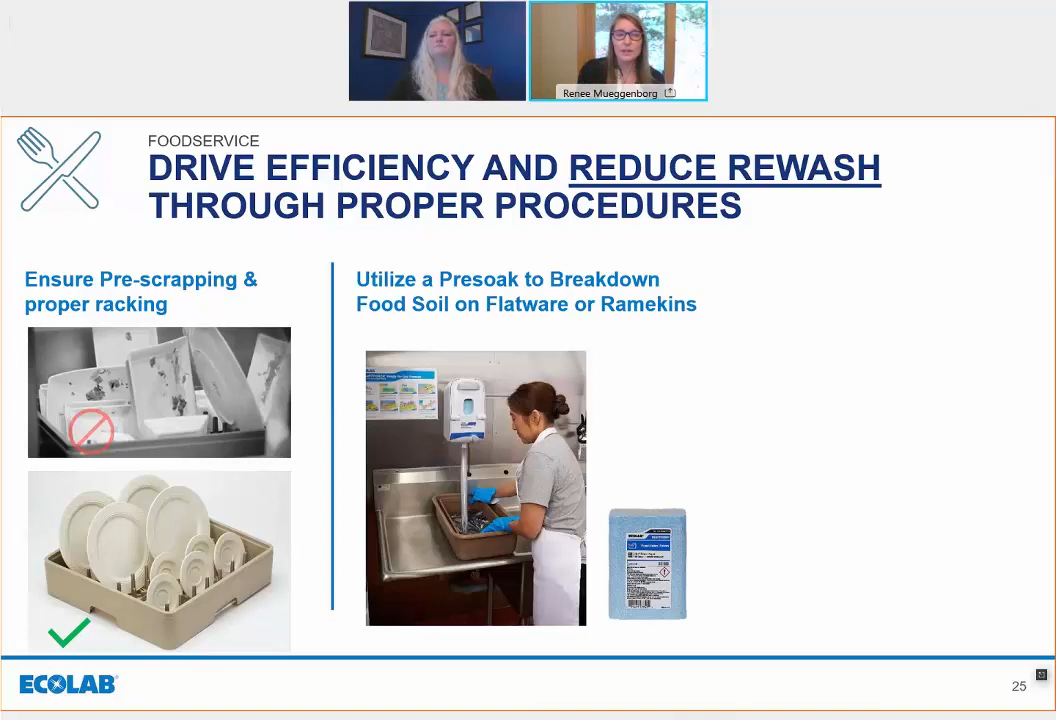 Renee Mueggenborg
FOODSERVICE
DRIVE EFFICIENCY AND REDUCE REWASH
THROUGH PROPER PROCEDURES
Ensure Pre-scrapping &
proper racking
Utilize a Presoak to Breakdown
Food Soil on Flatware or Ramekins
ECOLAB
ECOLAB
25